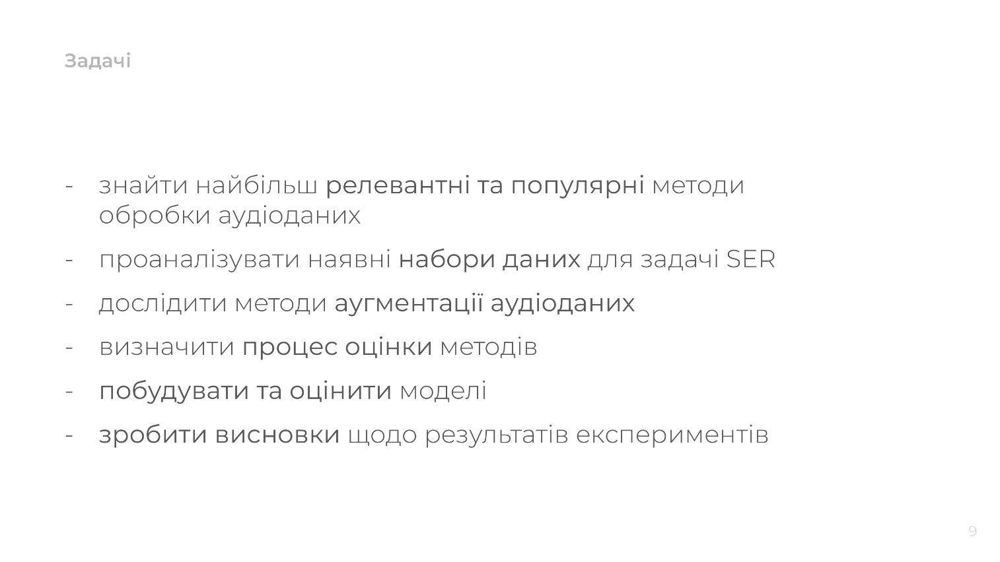 Задачі
- знайти найбільш релевантні та популярні методи
обробки аудіоданих
- проаналізувати наявні набори даних для задачі SER
- дослідити методи аугментації аудіоданих
- визначити процес оцінки методів
- побудувати та оцінити моделі
- зробити висновки щодо результатів експериментів
9